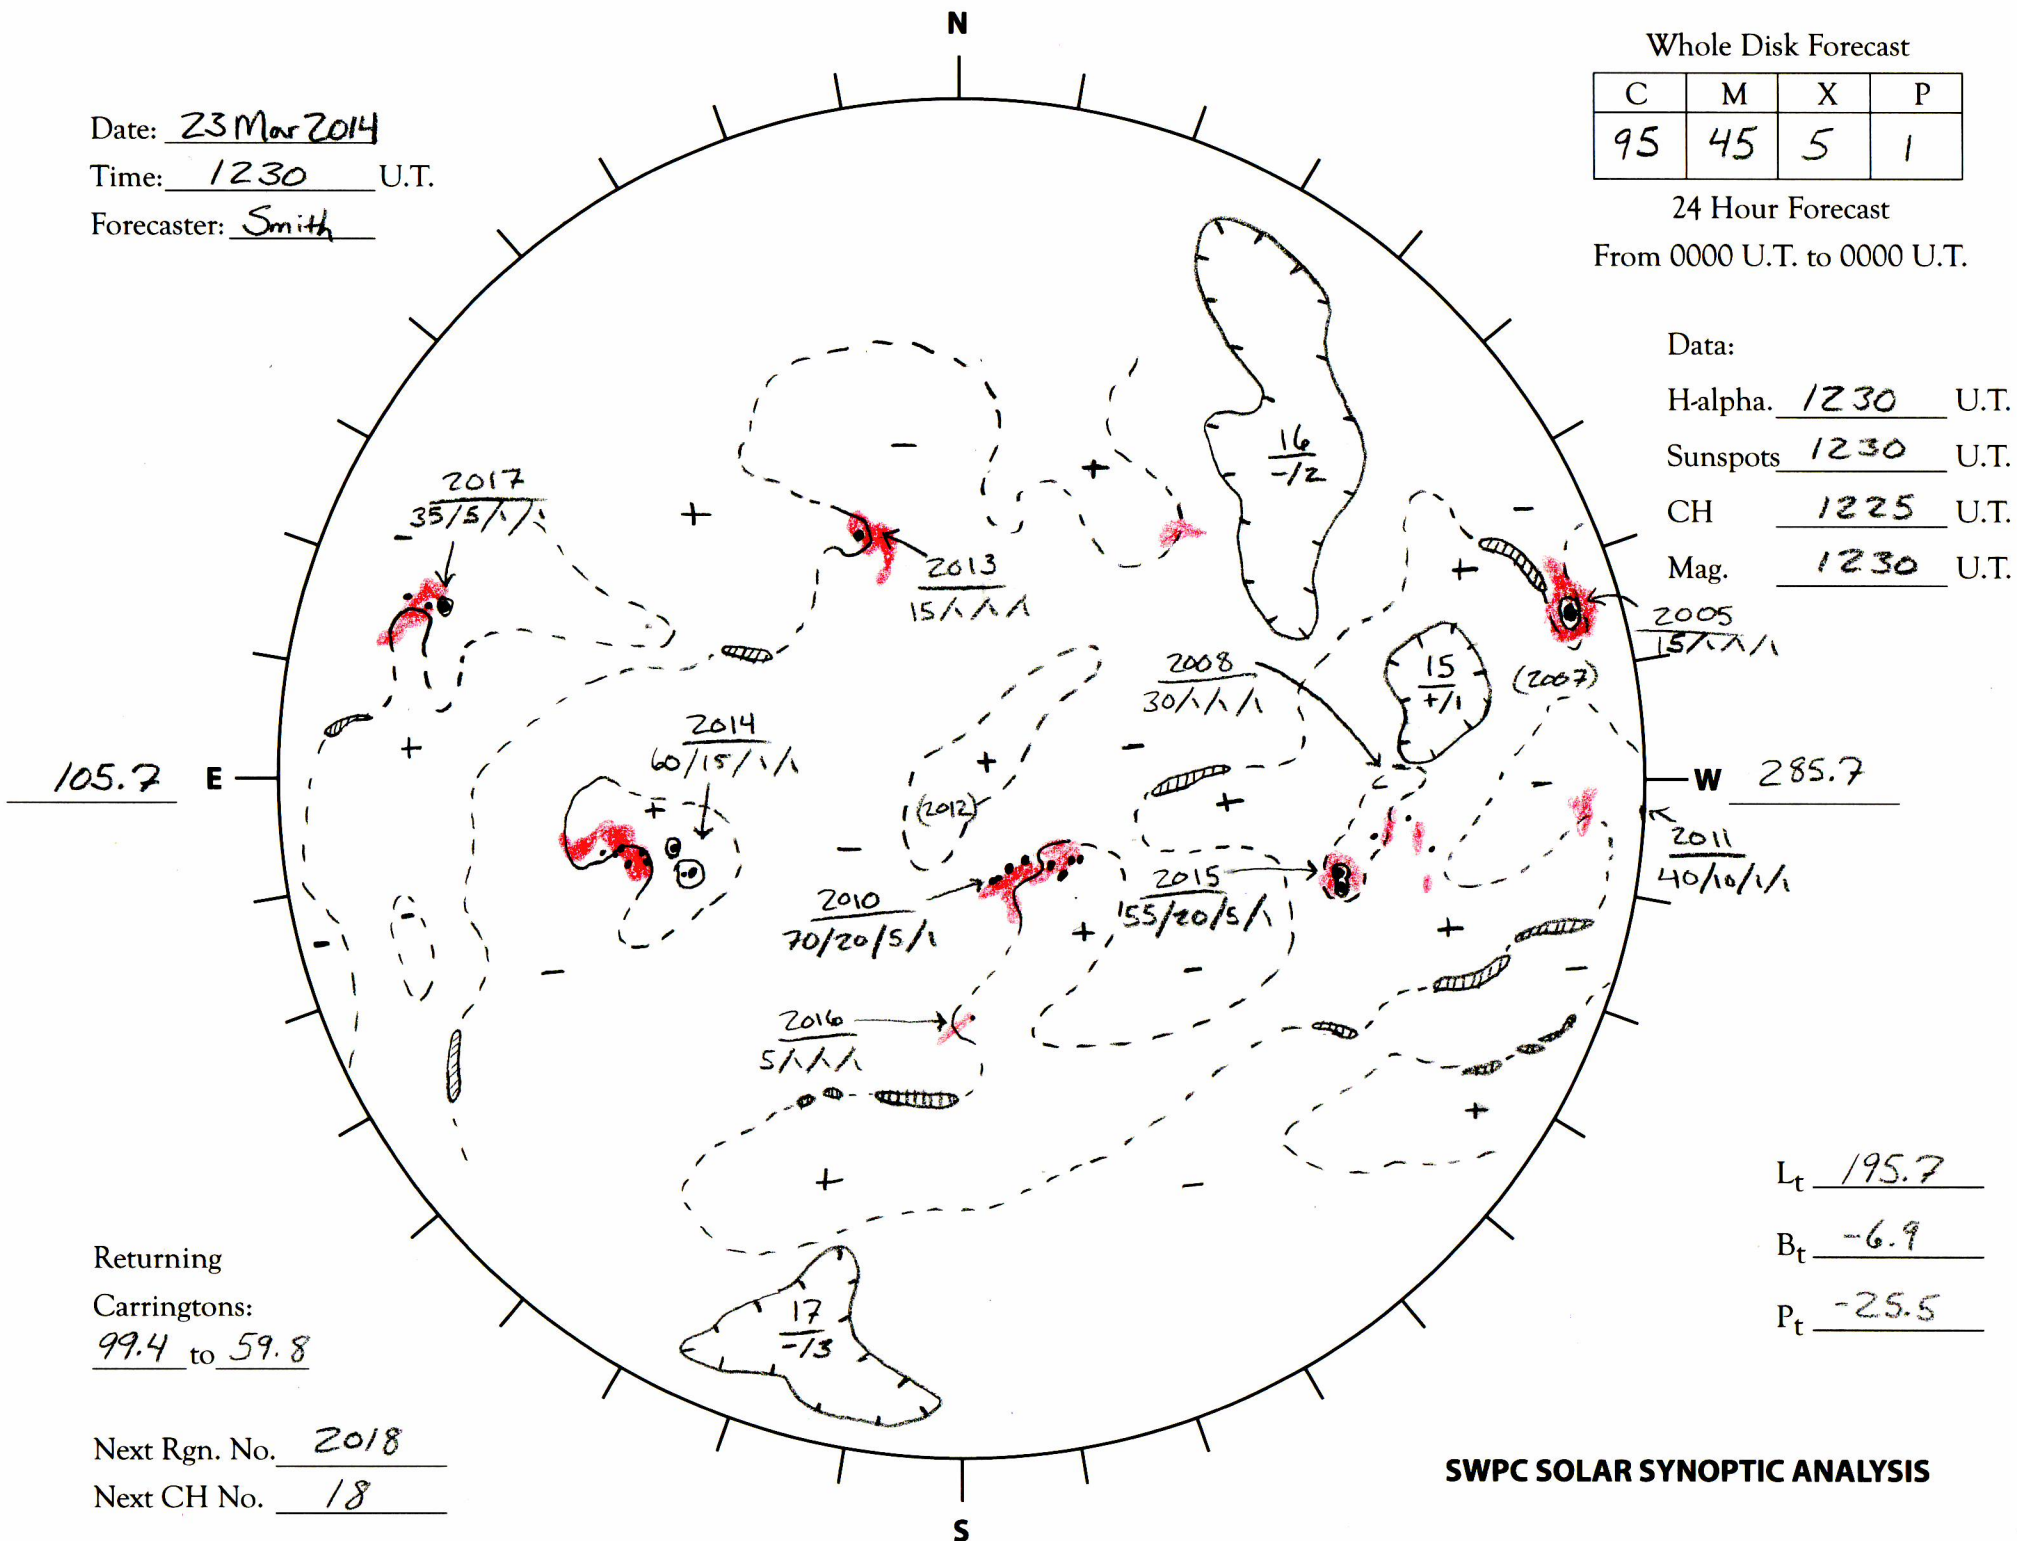 N
Date: 23 Mar 2014
Time: 1230 U.T.
Forecaster: Smith
Whole Disk Forecast
C M X P
95 45 5 1
24 Hour Forecast
From 0000 U.T. to 0000 U.T.
Data:
H-alpha. 1230 U.T.
Sunspots 1230 U.T.
CH 1225 U.T.
Mag. 1230 U.T.
16
-/2
2017
35/5/\/\
2013
15/\/\/\
2005
15/\/\/\
2008
30/\/\/\
15
+/1
(2007)
2014
60/15/\/\
105.7 E
W 285.7
(2012)
2011
40/10/\/\
2010
70/20/5/\
2015
55/20/5/\
2016
5/\/\/\
17
-/3
Lt 195.7
Bt -6.9
Pt -25.5
Returning
Carringtons:
99.4 to 59.8
Next Rgn. No. 2018
Next CH No. 18
SWPC SOLAR SYNOPTIC ANALYSIS
S